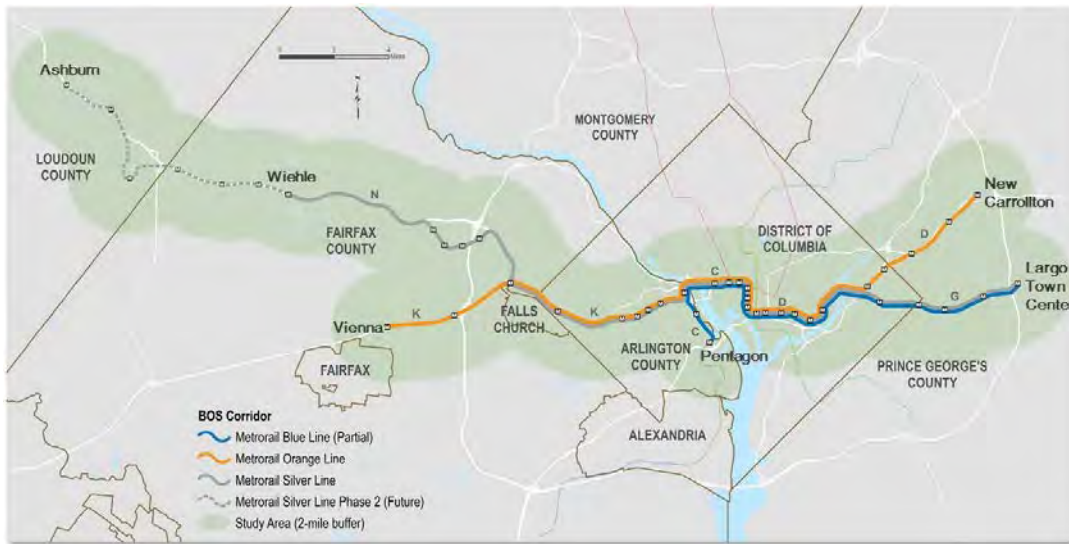 Ashburn
LOUDOUN
COUNTY
Wiehle
N
FAIRFAX
COUNTY
MONTGOMERY
COUNTY
DISTRICT OF
COLUMBIA
New
Carrollton
D
Largo
Town
Center
G
C
D
K
FALLS
CHURCH
K
Vienna
FAIRFAX
C
ARLINGTON
COUNTY
Pentagon
PRINCE GEORGE'S
COUNTY
ALEXANDRIA
BOS Corridor
Metrorail Blue Line (Partial)
Metrorail Orange Line
Metrorail Silver Line
Metrorail Silver Line Phase 2 (Future)
Study Area (2-mile buffer)